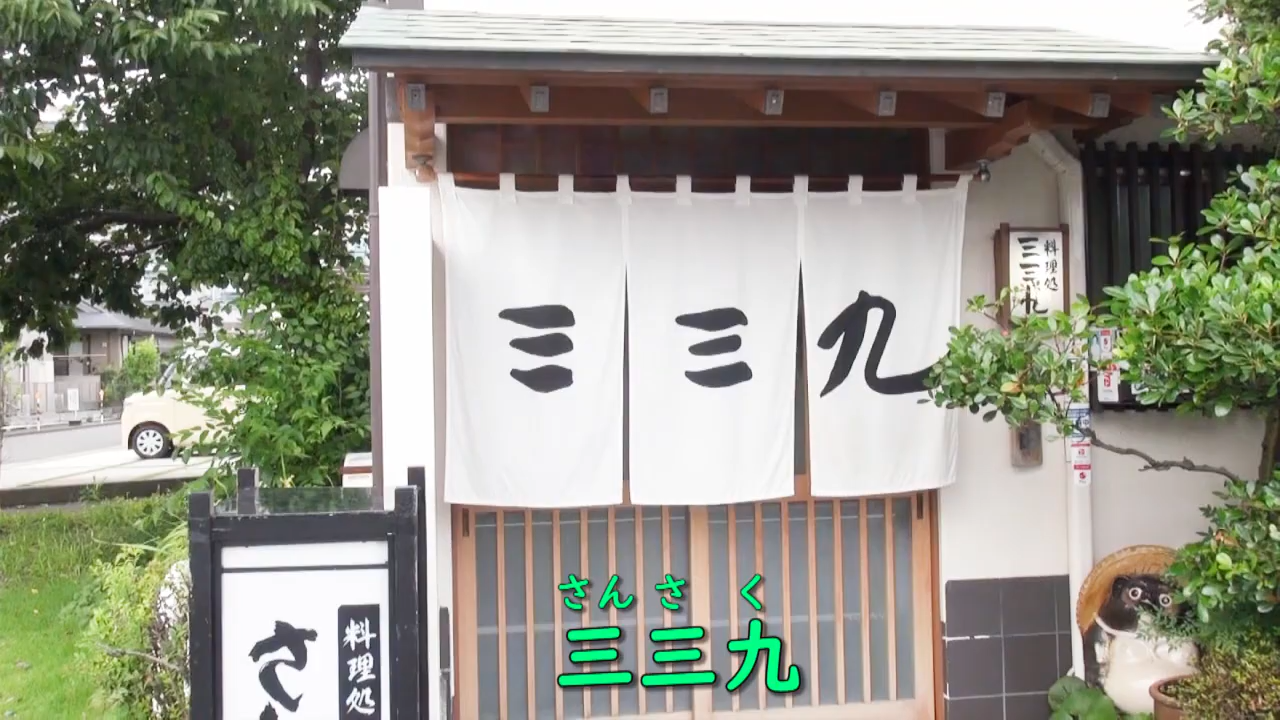 三三九
料理処
三三九
料理処
さ
さん さ く
三三九